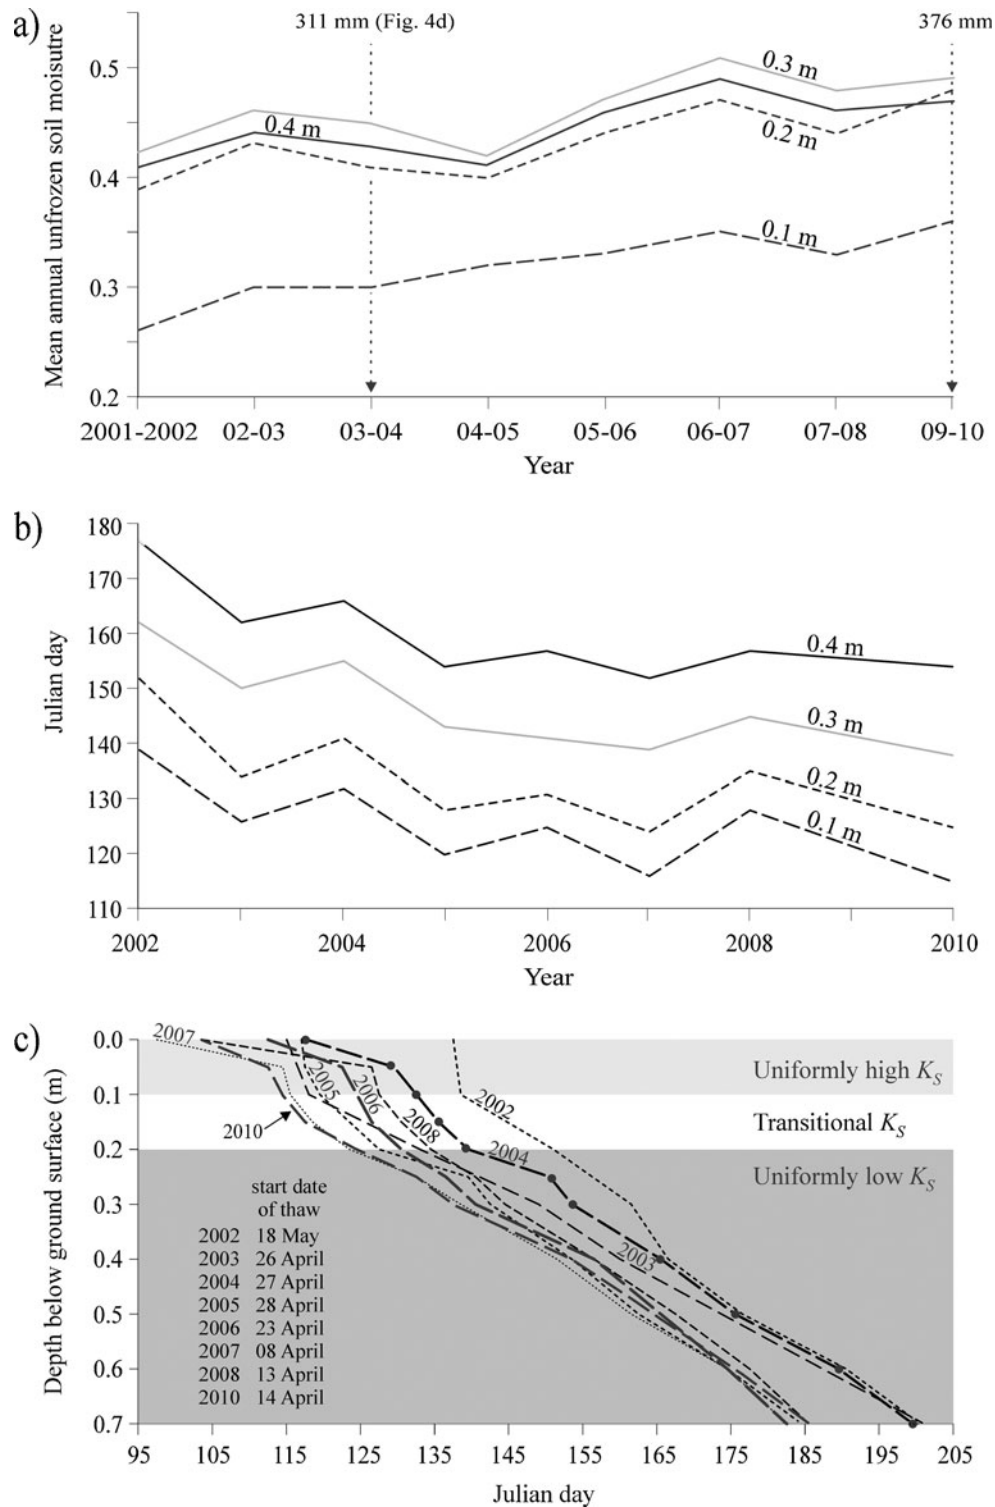 a)
311 mm (Fig. 4d)
376 mm
Mean annual unfrozen soil moisutre
0.5
0.4
0.3
0.2
0.3 m
0.4 m
0.2 m
0.1 m
2001-2002 02-03 03-04 04-05 05-06 06-07 07-08 09-10
Year
b)
Julian day
180
170
160
150
140
130
120
110
0.4 m
0.3 m
0.2 m
0.1 m
2002 2004 2006 2008 2010
Year
c)
Depth below ground surface (m)
0.0
0.1
0.2
0.3
0.4
0.5
0.6
0.7
2007
2005
2006
2008
2010
2004
2002
2003
Uniformly high KS
Transitional KS
Uniformly low KS
start date
of thaw
2002 18 May
2003 26 April
2004 27 April
2005 28 April
2006 23 April
2007 08 April
2008 13 April
2010 14 April
95 105 115 125 135 145 155 165 175 185 195 205
Julian day